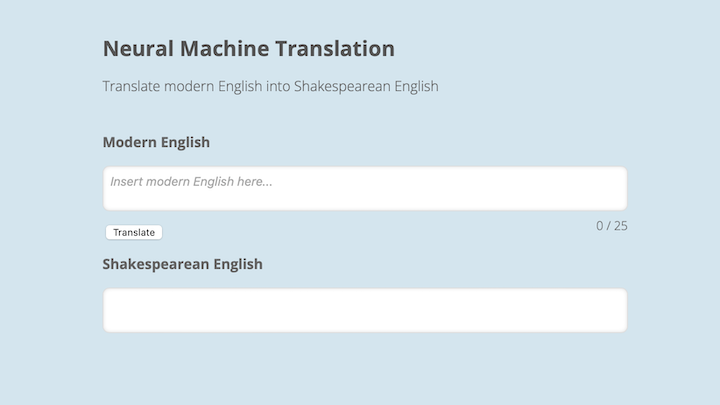 Neural Machine Translation
Translate modern English into Shakespearean English
Modern English
Insert modern English here...
Translate
0 / 25
Shakespearean English